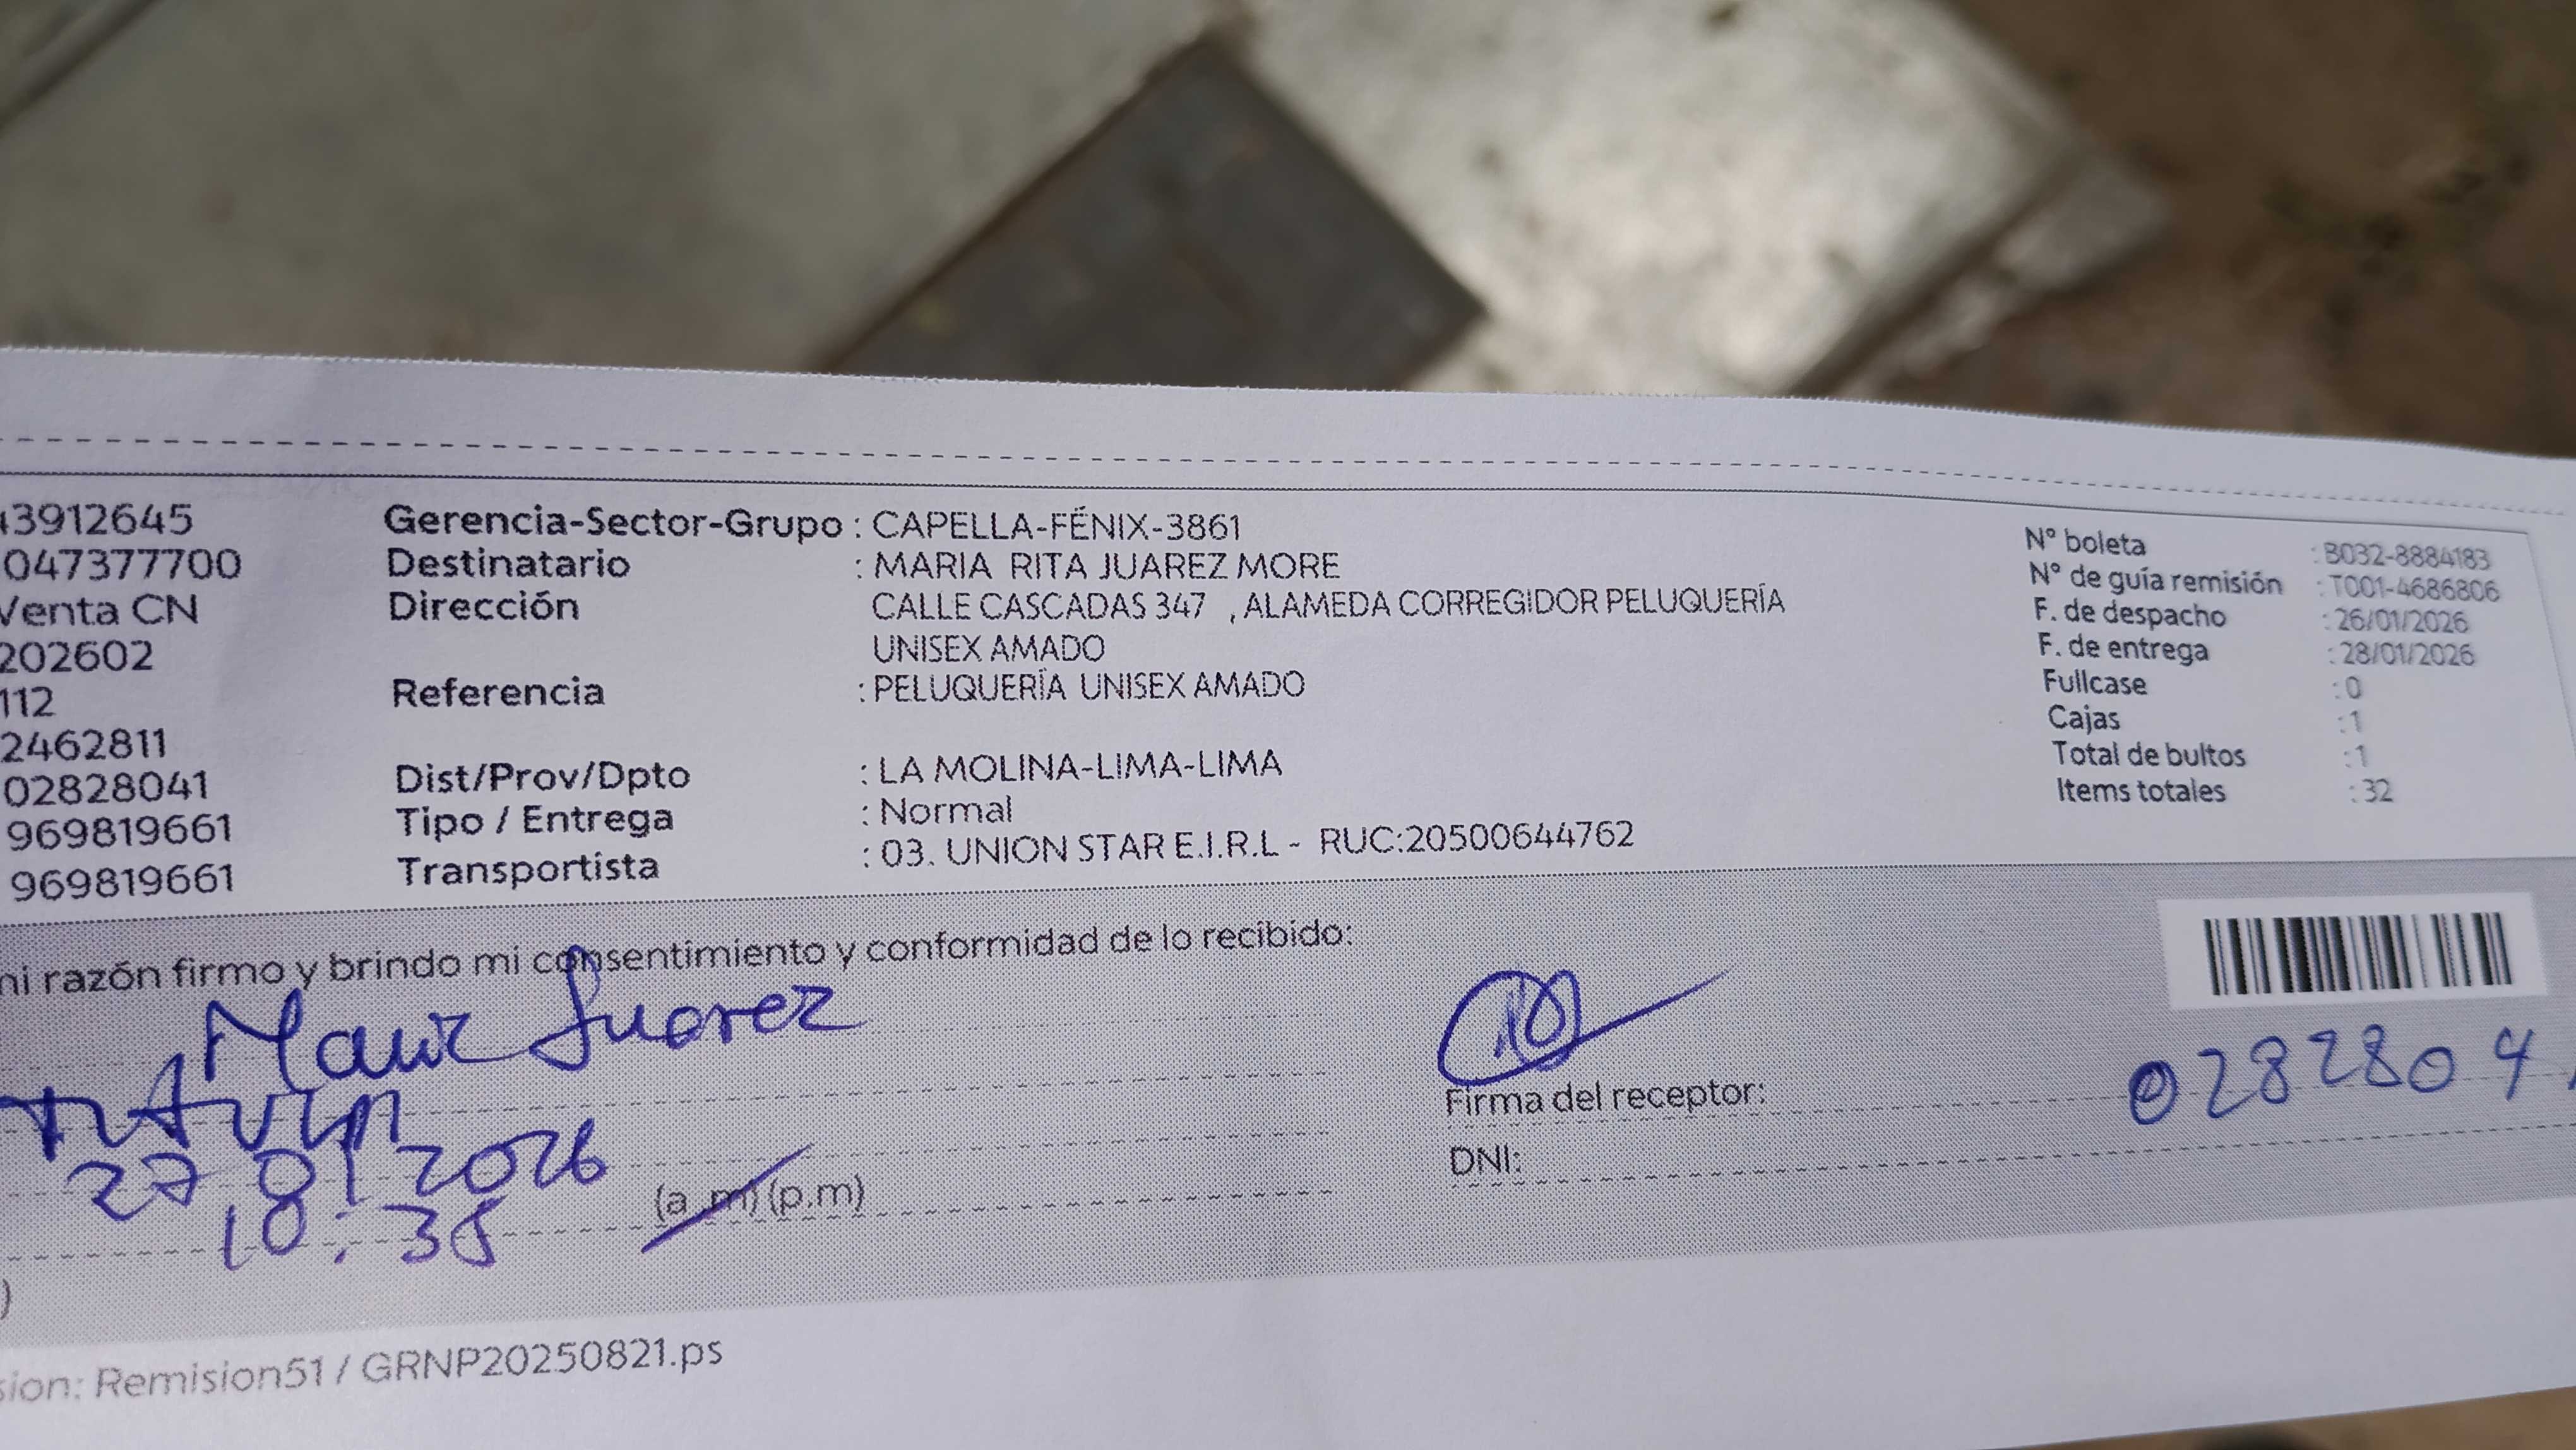 43912645
047377700
Venta CN
202602
112
2462811
02828041
969819661
969819661
Gerencia-Sector-Grupo : CAPELLA-FÉNIX-3861
Destinatario : MARIA RITA JUAREZ MORE
Dirección CALLE CASCADAS 347 , ALAMEDA CORREGIDOR PELUQUERÍA
UNISEX AMADO
Referencia : PELUQUERÍA UNISEX AMADO
Dist/Prov/Dpto : LA MOLINA-LIMA-LIMA
Tipo / Entrega : Normal
Transportista : 03. UNION STAR E.I.R.L - RUC:20500644762
N° boleta : B032-8884183
N° de guía remisión : T001-4686806
F. de despacho : 26/01/2026
F. de entrega : 28/01/2026
Fullcase : 0
Cajas : 1
Total de bultos : 1
Items totales : 32
mi razón firmo y brindo mi consentimiento y conformidad de lo recibido:
Juarez
27 01 2026
10:38 (a.m) (p.m)
Firma del receptor:
0282804
DNI:
)
sion: Remision51 / GRNP20250821.ps